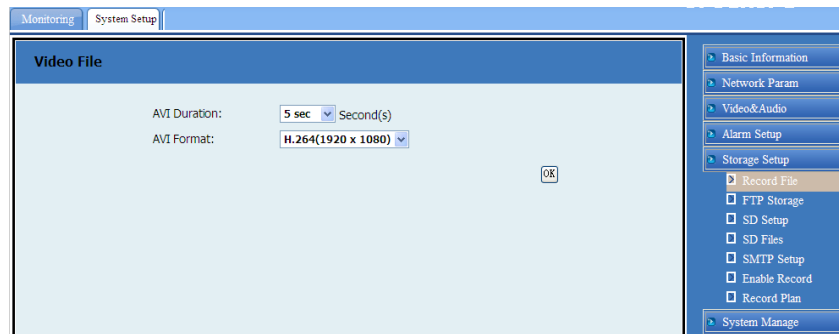 Monitoring System Setup
Video File
AVI Duration: 5 sec Second(s)
AVI Format: H.264(1920 x 1080)
OK
Basic Information
Network Param
Video&Audio
Alarm Setup
Storage Setup
Record File
FTP Storage
SD Setup
SD Files
SMTP Setup
Enable Record
Record Plan
System Manage